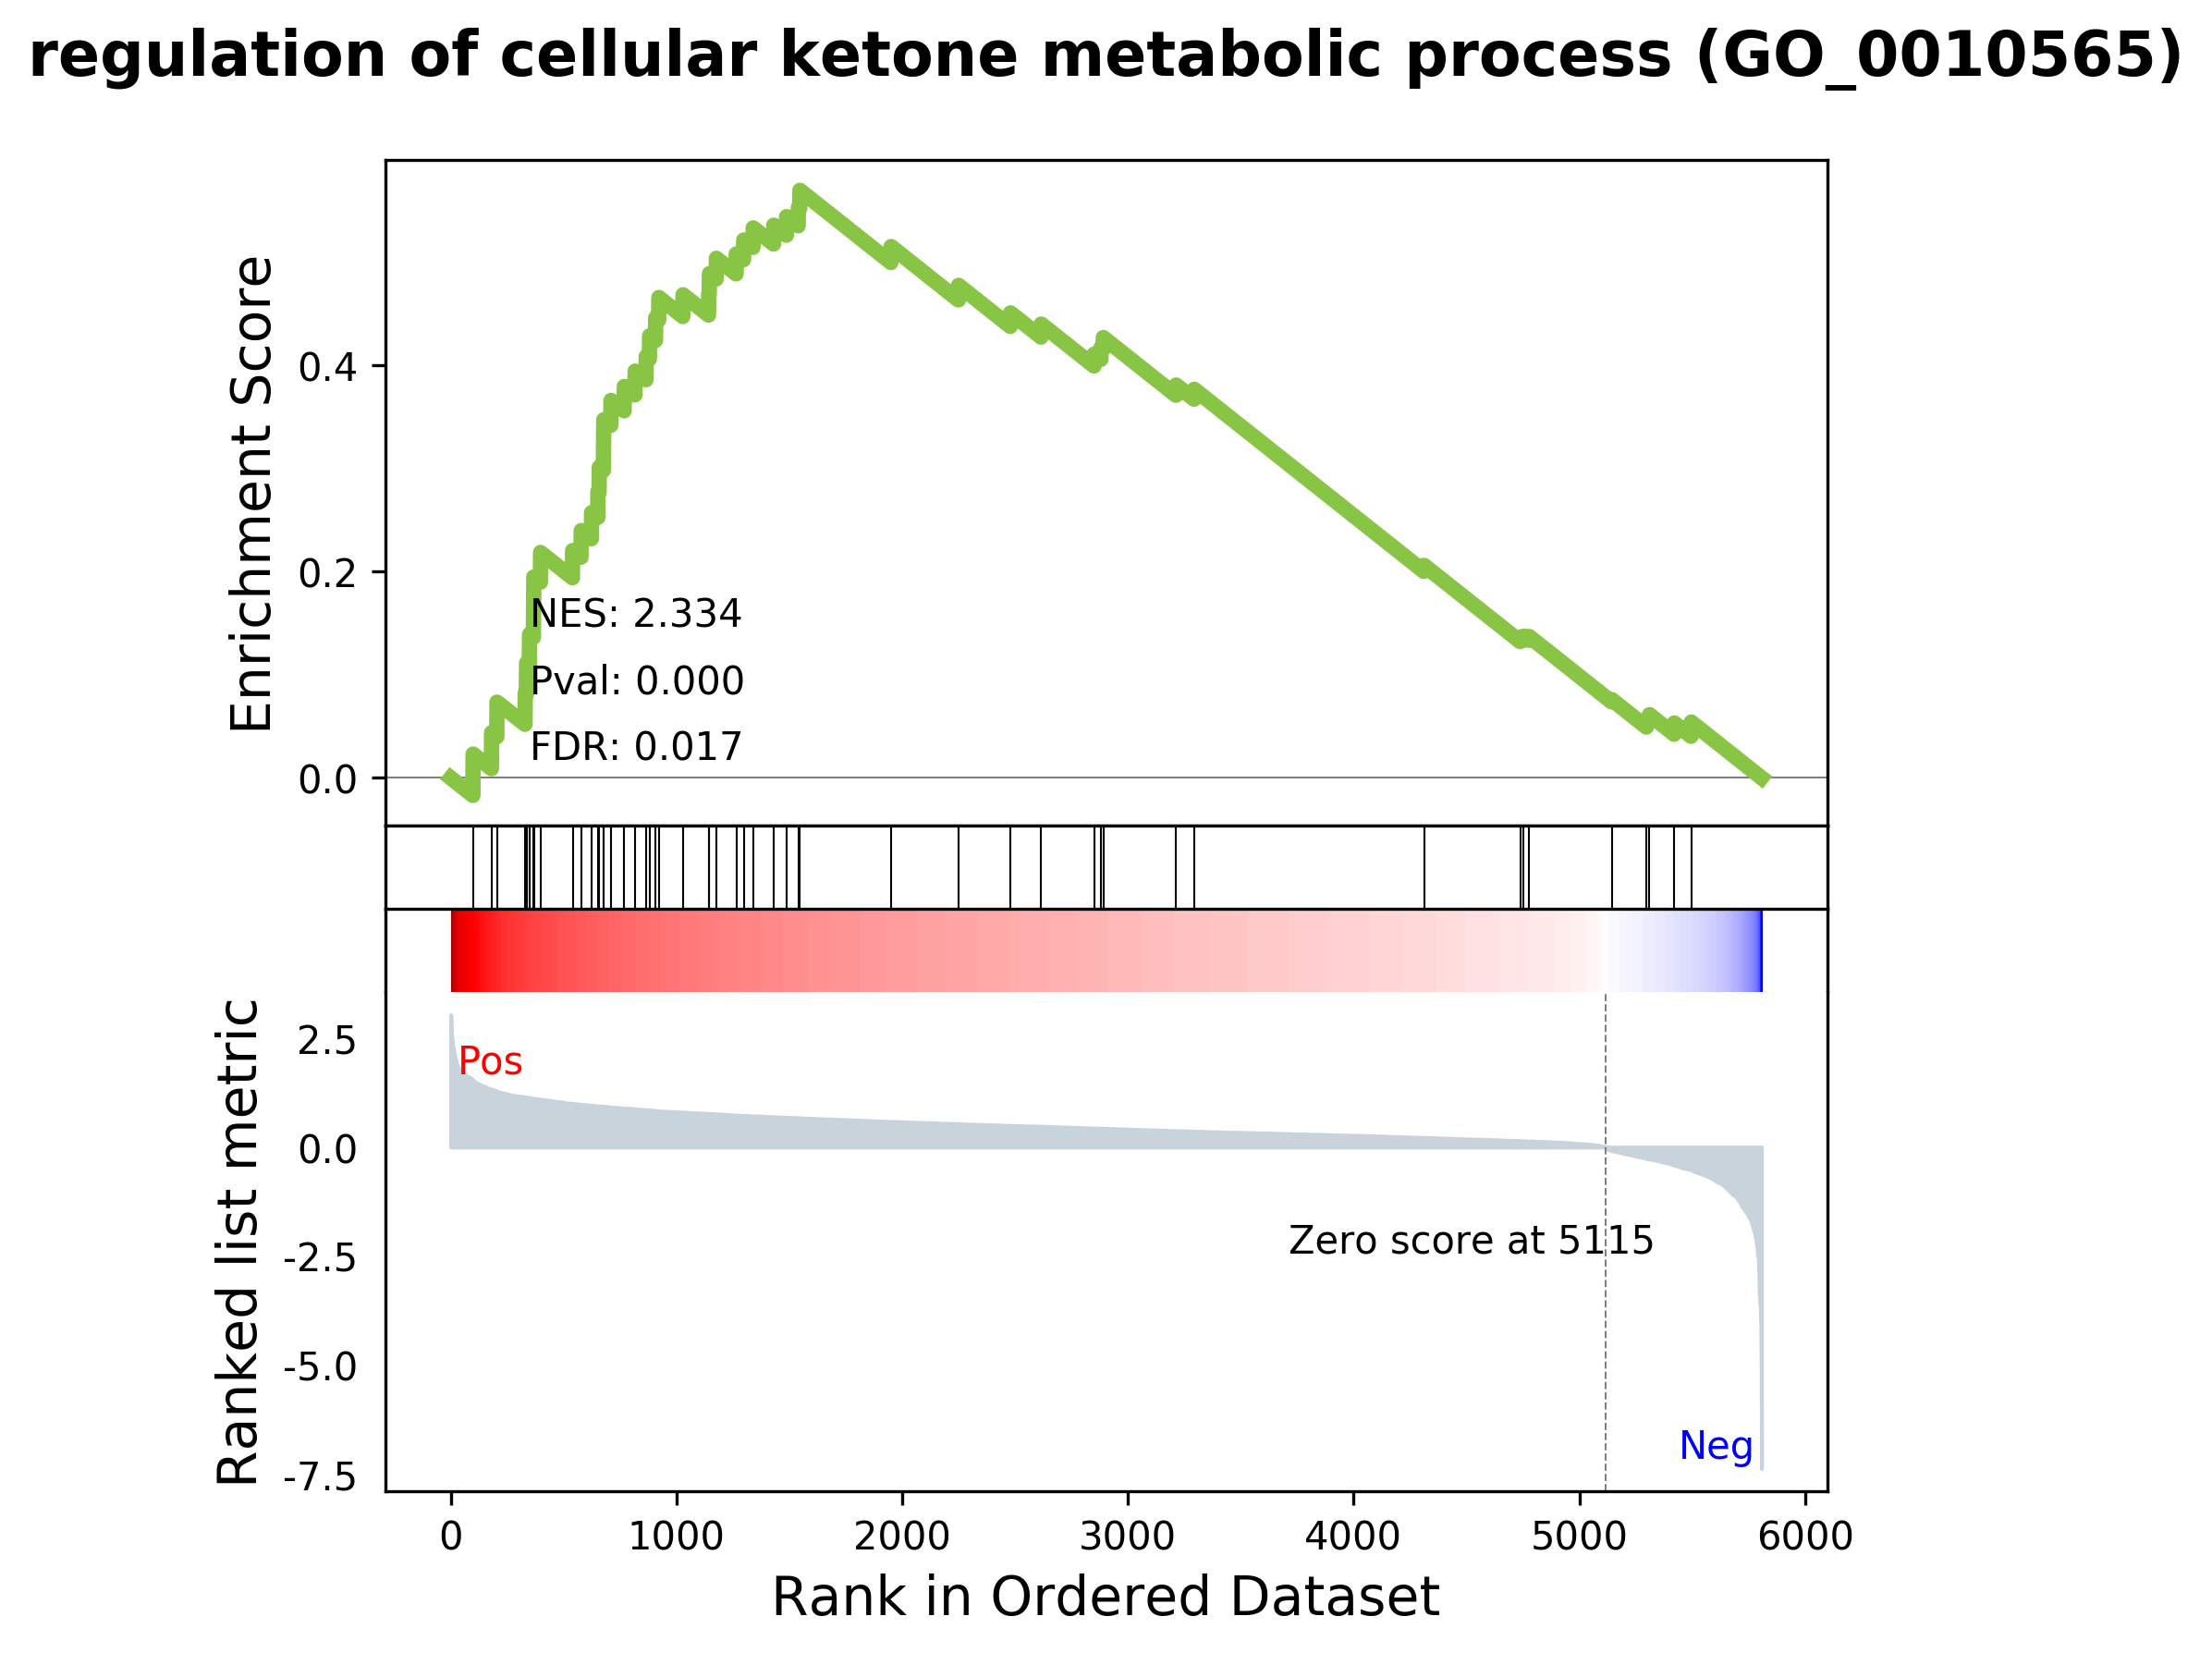 regulation of cellular ketone metabolic process (GO_0010565)
Enrichment Score
0.4
0.2
0.0
NES: 2.334
Pval: 0.000
FDR: 0.017
Ranked list metric
2.5
0.0
-2.5
-5.0
-7.5
Pos
Zero score at 5115
Neg
0 1000 2000 3000 4000 5000 6000
Rank in Ordered Dataset